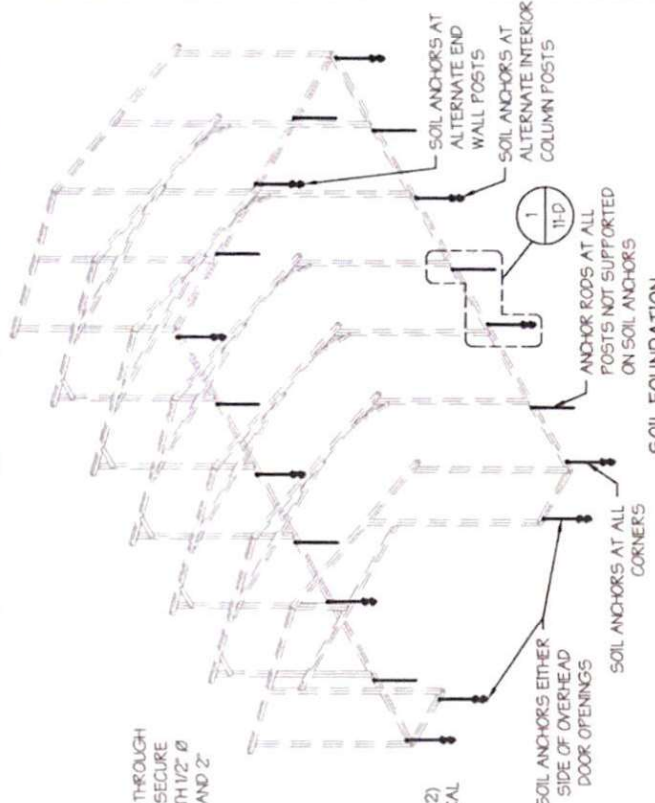 SOIL ANCHORS AT
ALTERNATE END
WALL POSTS
SOIL ANCHORS AT
ALTERNATE INTERIOR
COLUMN POSTS
1
11-D
ANCHOR RODS AT ALL
POSTS NOT SUPPORTED
ON SOIL ANCHORS
THROUGH
SECURE
TH 1/2" Ø
AND 2"
2)
AL
SOIL ANCHORS EITHER
SIDE OF OVERHEAD
DOOR OPENINGS
SOIL ANCHORS AT ALL
CORNERS
SOIL FOUNDATION